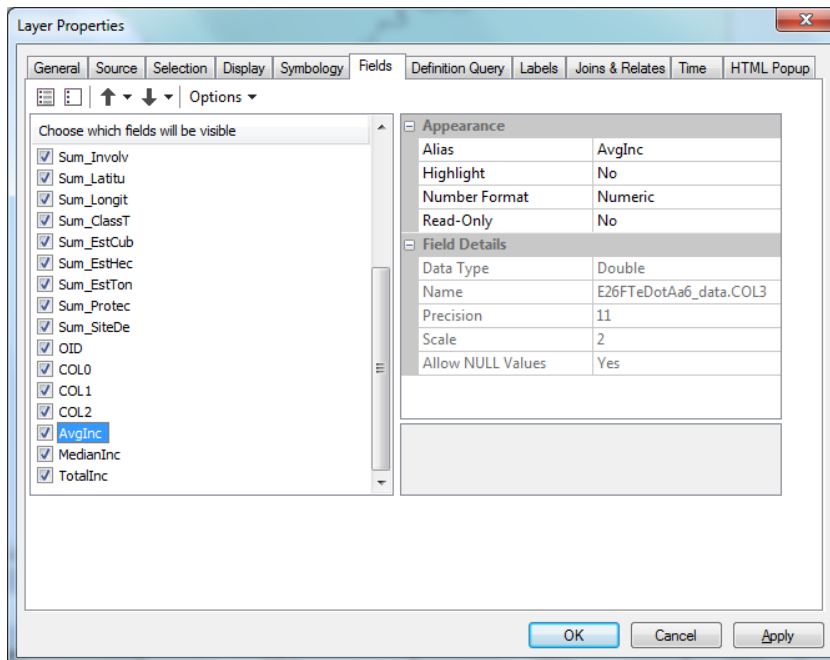 Layer Properties
General Source Selection Display Symbology Fields Definition Query Labels Joins & Relates Time HTML Popup
Options
Choose which fields will be visible
Sum_Involv
Sum_Latitu
Sum_Longit
Sum_ClassT
Sum_EstCub
Sum_EstHec
Sum_EstTon
Sum_Protec
Sum_SiteDe
OID
COL0
COL1
COL2
AvgInc
MedianInc
TotalInc
Appearance
Alias AvgInc
Highlight No
Number Format Numeric
Read-Only No
Field Details
Data Type Double
Name E26FTeDotAa6_data.COL3
Precision 11
Scale 2
Allow NULL Values Yes
OK Cancel Apply